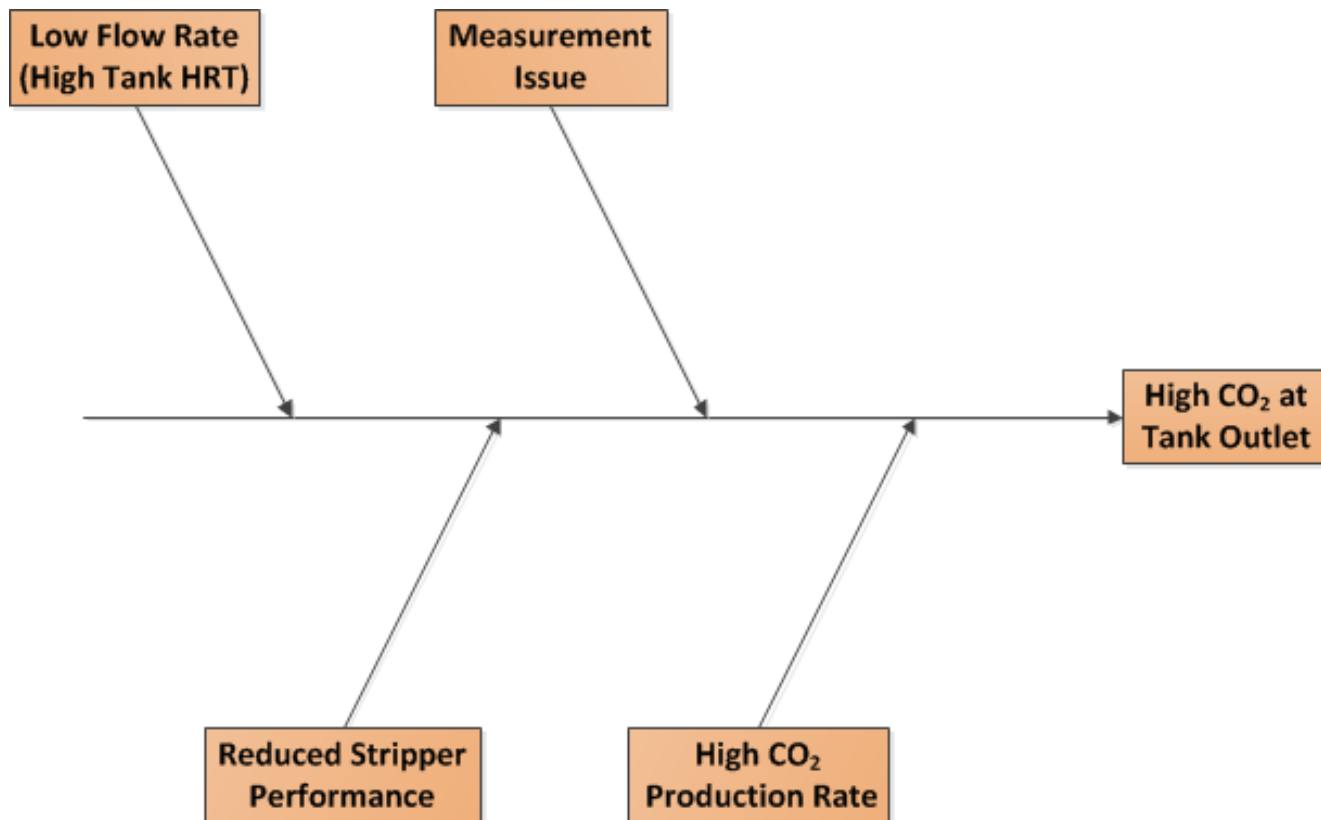 Low Flow Rate
(High Tank HRT)
Measurement
Issue
High CO₂ at
Tank Outlet
Reduced Stripper
Performance
High CO₂
Production Rate